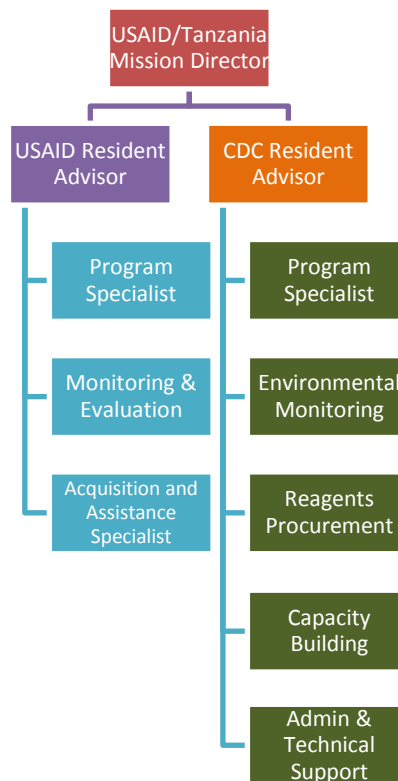 USAID/Tanzania
Mission Director
USAID Resident
Advisor
CDC Resident
Advisor
Program
Specialist
Monitoring &
Evaluation
Acquisition and
Assistance
Specialist
Program
Specialist
Environmental
Monitoring
Reagents
Procurement
Capacity
Building
Admin &
Technical
Support